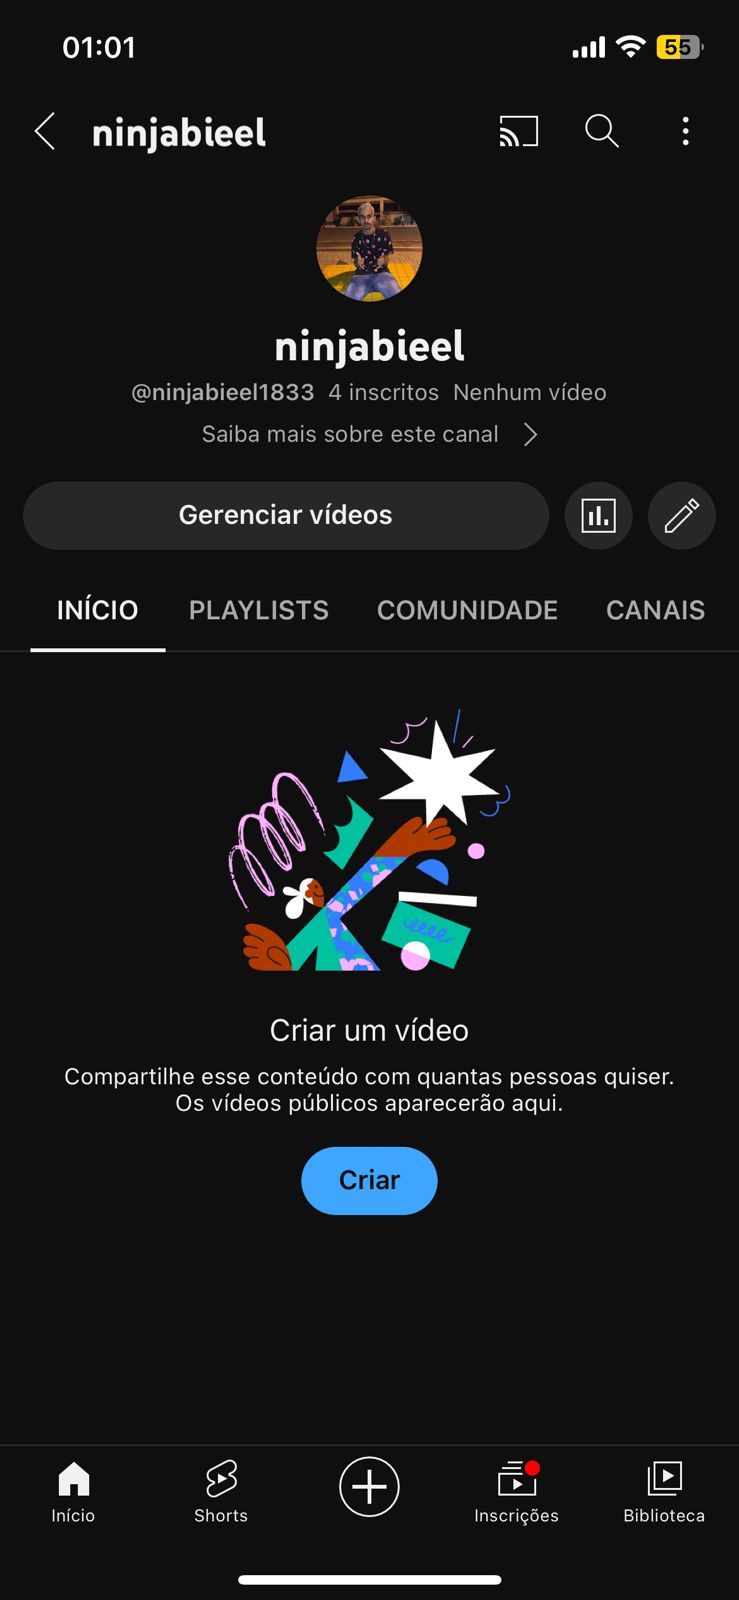 01:01
55
ninjabieel
ninjabieel
@ninjabieel1833 4 inscritos Nenhum vídeo
Saiba mais sobre este canal
Gerenciar vídeos
INÍCIO PLAYLISTS COMUNIDADE CANAIS
Criar um vídeo
Compartilhe esse conteúdo com quantas pessoas quiser.
Os vídeos públicos aparecerão aqui.
Criar
Início Shorts Inscrições Biblioteca